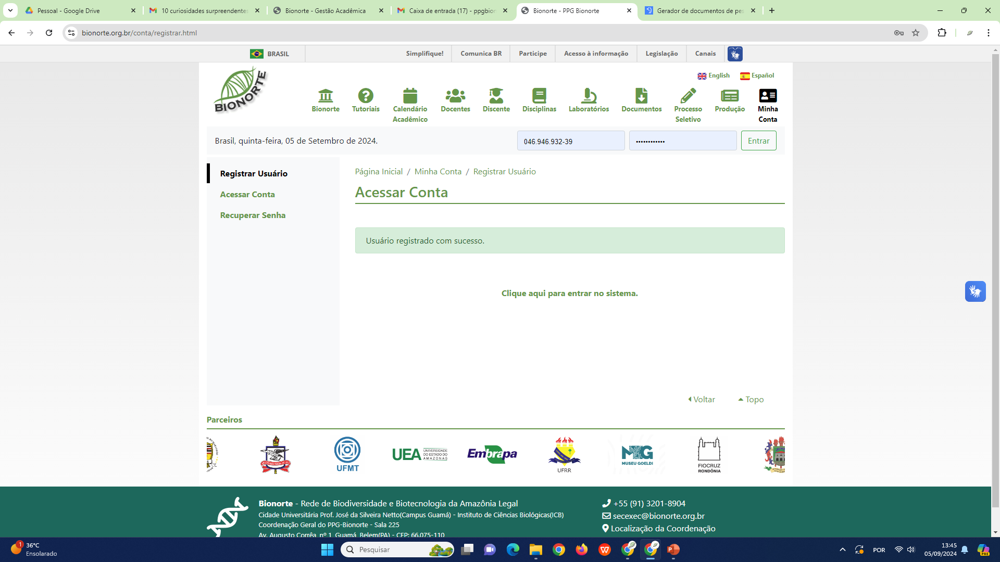 Pessoal - Google Drive
10 curiosidades surpreendentes
Bionorte - Gestão Acadêmica
Caixa de entrada (17) - ppgbion
Bionorte - PPG Bionorte
Gerador de documentos de pes
bionorte.org.br/conta/registrar.html
BRASIL
Simplifique!
Comunica BR
Participe
Acesso à informação
Legislação
Canais
English
Español
BIONORTE
Bionorte
Tutoriais
Calendário
Acadêmico
Docentes
Discente
Disciplinas
Laboratórios
Documentos
Processo
Seletivo
Produção
Minha
Conta
Brasil, quinta-feira, 05 de Setembro de 2024.
046.946.932-39
••••••••••••
Entrar
Registrar Usuário
Acessar Conta
Recuperar Senha
Página Inicial / Minha Conta / Registrar Usuário
Acessar Conta
Usuário registrado com sucesso.
Clique aqui para entrar no sistema.
Voltar
Topo
Parceiros
UFMT
UEA UNIVERSIDADE
DO ESTADO DO
AMAZONAS
Embrapa
UFRR
MUSEU GOELDI
FIOCRUZ
RONDÔNIA
Bionorte - Rede de Biodiversidade e Biotecnologia da Amazônia Legal
Cidade Universitária Prof. José da Silveira Netto(Campus Guamá) - Instituto de Ciências Biológicas(ICB)
Coordenação Geral do PPG-Bionorte - Sala 225
Av. Augusto Corrêa, nº 1, Guamá, Belem(PA) - CEP: 66.075-110
+55 (91) 3201-8904
secexec@bionorte.org.br
Localização da Coordenação
1
36°C
Ensolarado
Pesquisar
POR
13:45
05/09/2024
PRE